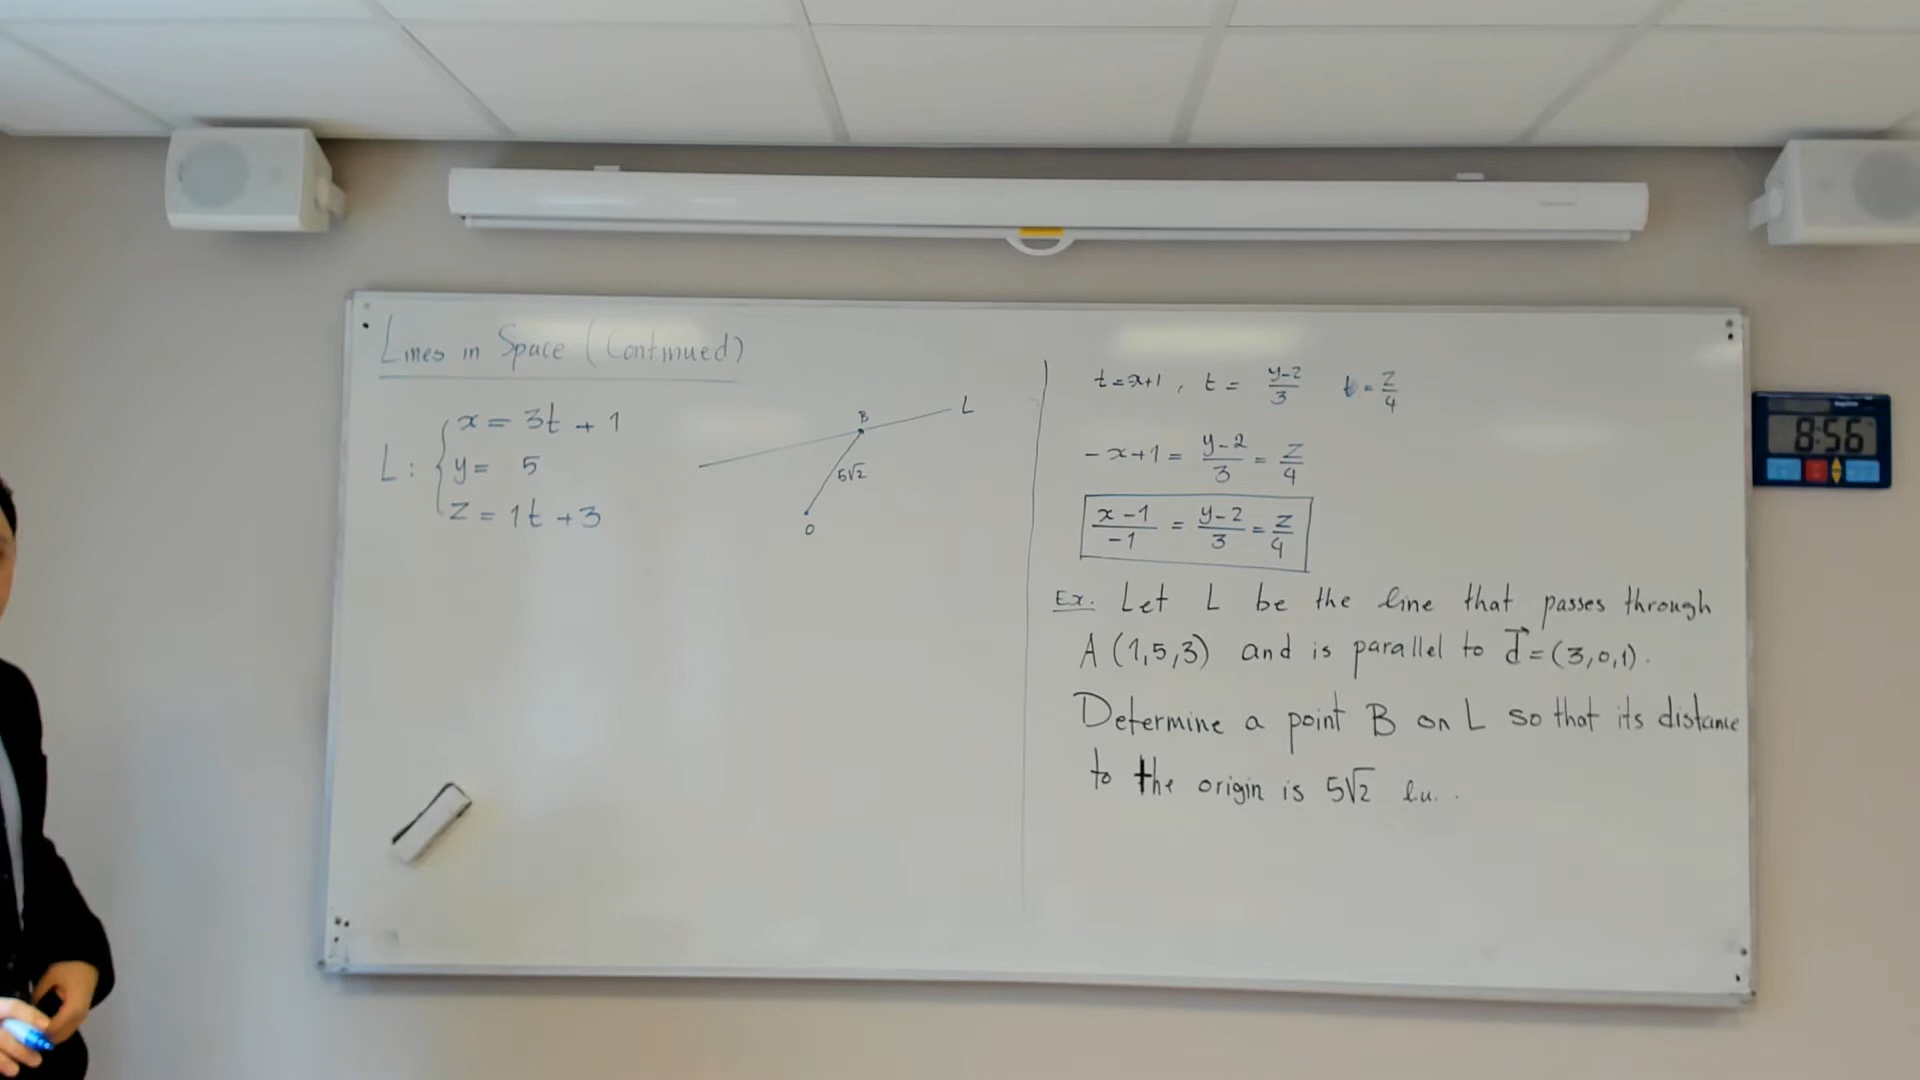 Lines in Space (Continued)
L: { x = 3t + 1
y = 5
z = 1t + 3
B
L
5√2
O
t = x+1 , t = y-2/3 t = z/4
-x+1 = y-2/3 = z/4
x-1/-1 = y-2/3 = z/4
Ex. Let L be the line that passes through
A (1,5,3) and is parallel to d⃗ = (3,0,1).
Determine a point B on L so that its distance
to the origin is 5√2 lu..
8:56